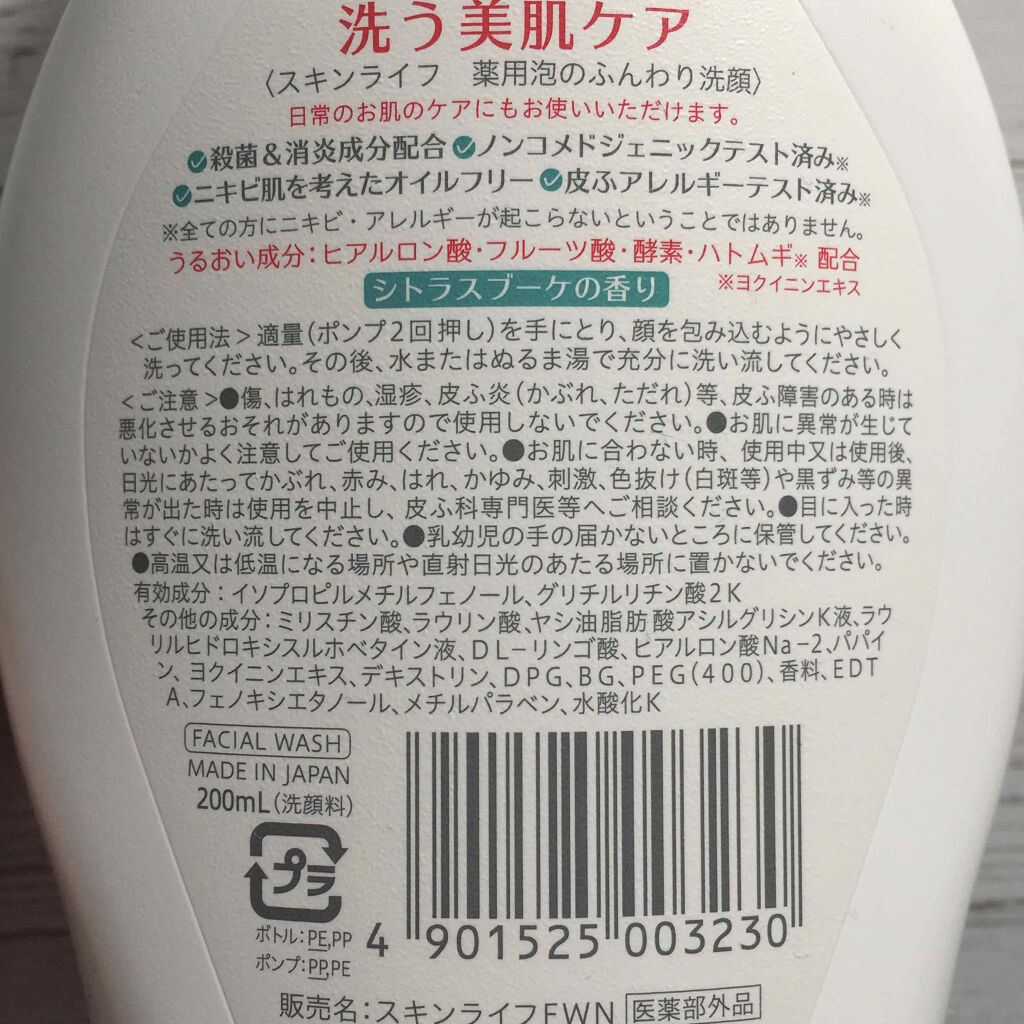 洗う美肌ケア
〈スキンライフ　薬用泡のふんわり洗顔〉
日常のお肌のケアにもお使いいただけます。
殺菌&消炎成分配合 ノンコメドジェニックテスト済み※
ニキビ肌を考えたオイルフリー 皮ふアレルギーテスト済み※
※全ての方にニキビ・アレルギーが起こらないということではありません。
うるおい成分:ヒアルロン酸・フルーツ酸・酵素・ハトムギ※ 配合
シトラスブーケの香り
※ヨクイニンエキス
<ご使用法>適量(ポンプ2回押し)を手にとり、顔を包み込むようにやさしく
洗ってください。その後、水またはぬるま湯で充分に洗い流してください。
<ご注意>●傷、はれもの、湿疹、皮ふ炎(かぶれ、ただれ)等、皮ふ障害のある時は
悪化させるおそれがありますので使用しないでください。●お肌に異常が生じて
いないかよく注意してご使用ください。●お肌に合わない時、使用中又は使用後、
日光にあたってかぶれ、赤み、はれ、かゆみ、刺激、色抜け(白斑等)や黒ずみ等の異
常が出た時は使用を中止し、皮ふ科専門医等へご相談ください。●目に入った時
はすぐに洗い流してください。●乳幼児の手の届かないところに保管してください。
●高温又は低温になる場所や直射日光のあたる場所に置かないでください。
有効成分:イソプロピルメチルフェノール、グリチルリチン酸2K
その他の成分:ミリスチン酸、ラウリン酸、ヤシ油脂肪酸アシルグリシンK液、ラウ
リルヒドロキシスルホベタイン液、DL−リンゴ酸、ヒアルロン酸Na−2、パパイ
ン、ヨクイニンエキス、デキストリン、DPG、BG、PEG(400)、香料、EDT
A、フェノキシエタノール、メチルパラベン、水酸化K
FACIAL WASH
MADE IN JAPAN
200mL(洗顔料)
プラ
ボトル:PE,PP
ポンプ:PP,PE
4 901525 003230
販売名:スキンライフFWN 医薬部外品